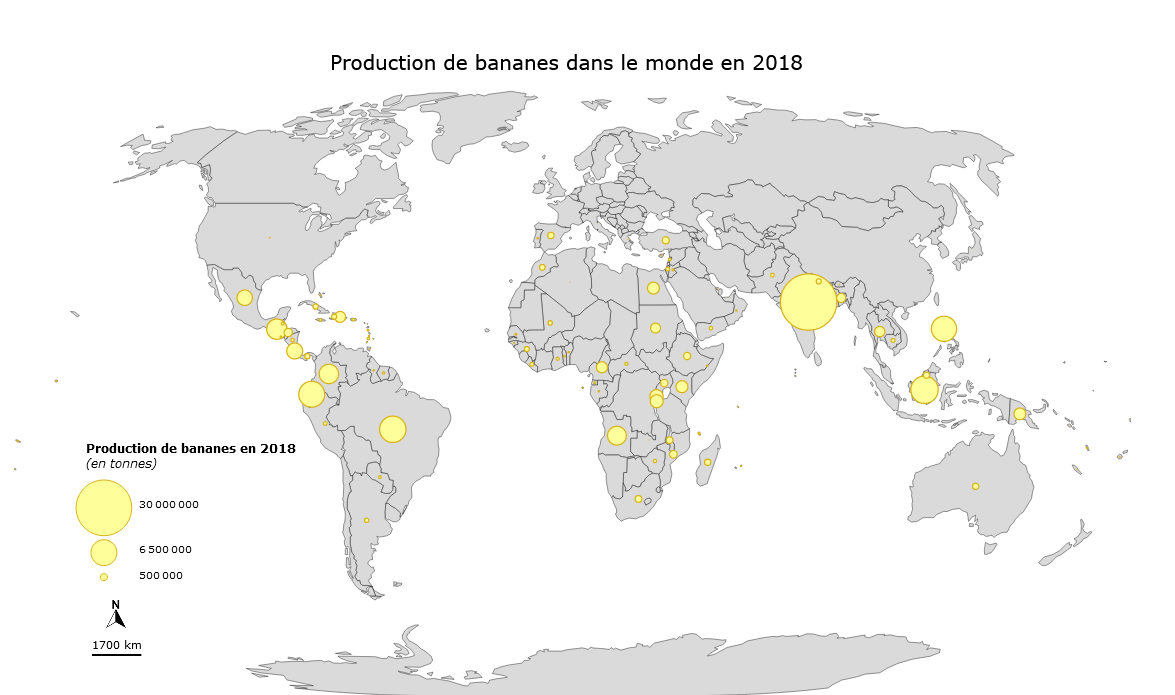 Production de bananes dans le monde en 2018
Production de bananes en 2018
(en tonnes)
30 000 000
6 500 000
500 000
N
1700 km